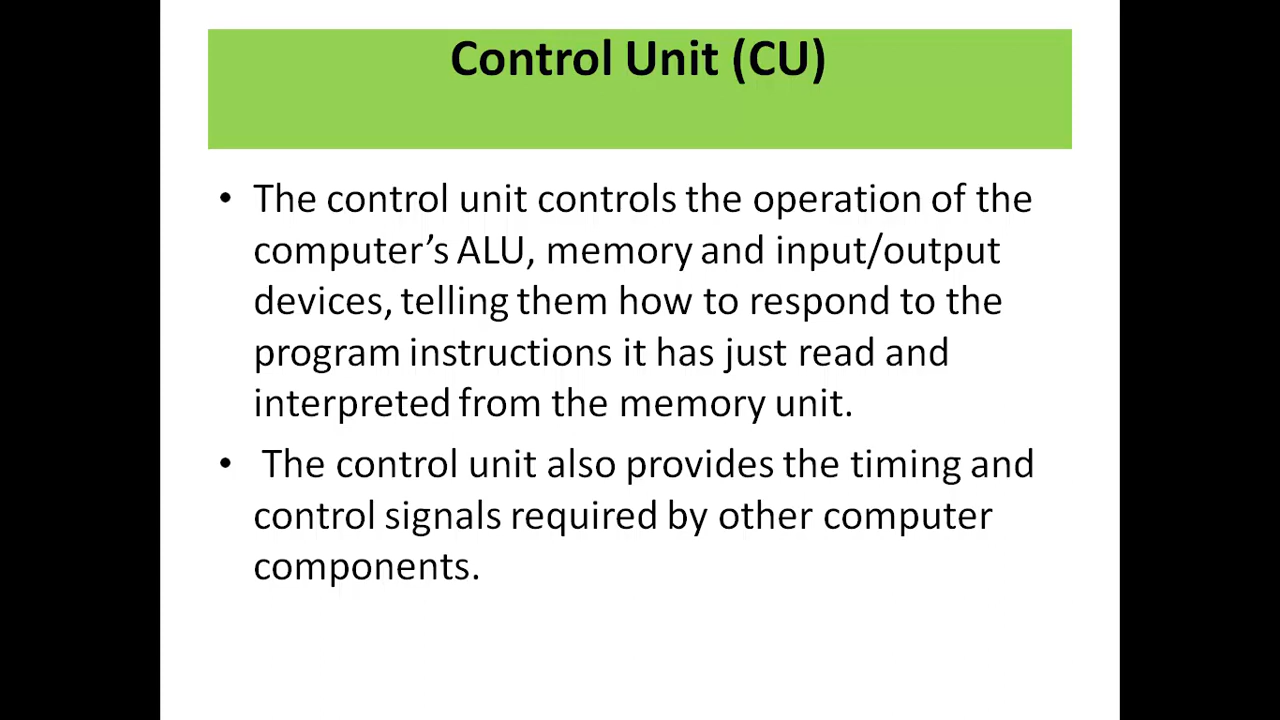 Control Unit (CU)
• The control unit controls the operation of the
computer’s ALU, memory and input/output
devices, telling them how to respond to the
program instructions it has just read and
interpreted from the memory unit.
• The control unit also provides the timing and
control signals required by other computer
components.